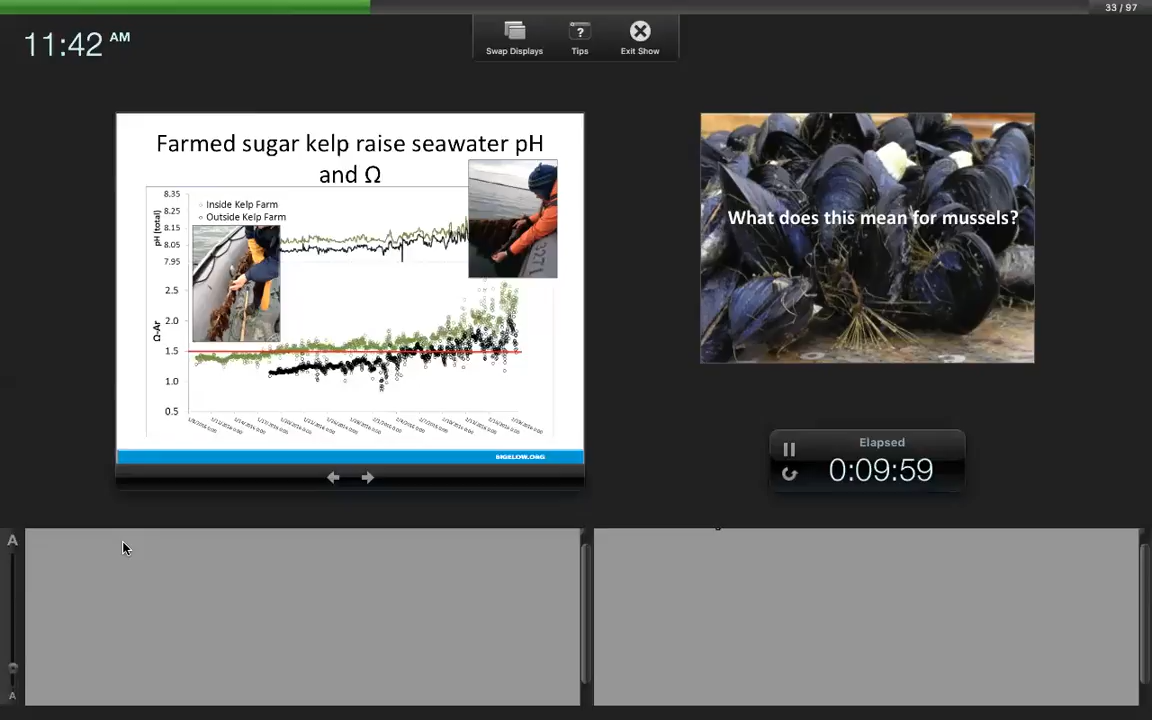 33 / 97
11:42 AM
Swap Displays
Tips
Exit Show
Farmed sugar kelp raise seawater pH
and Ω
8.35
8.25
8.15
8.05
7.95
pH (total)
Inside Kelp Farm
Outside Kelp Farm
2.5
2.0
1.5
1.0
0.5
Ω-Ar
BIGELOW.ORG
What does this mean for mussels?
Elapsed
0:09:59
A
A